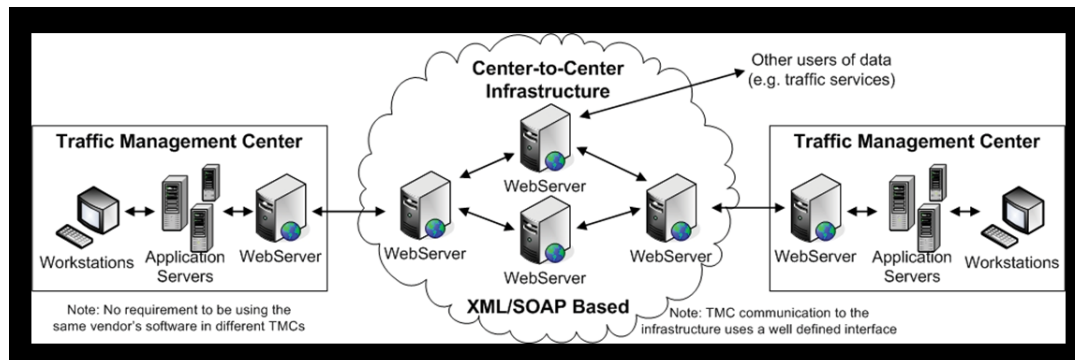 Center-to-Center
Infrastructure
Other users of data
(e.g. traffic services)
Traffic Management Center
Workstations
Application
Servers
WebServer
WebServer
WebServer
WebServer
WebServer
Traffic Management Center
WebServer
Application
Servers
Workstations
XML/SOAP Based
Note: No requirement to be using the
same vendor's software in different TMCs
Note: TMC communication to the
infrastructure uses a well defined interface